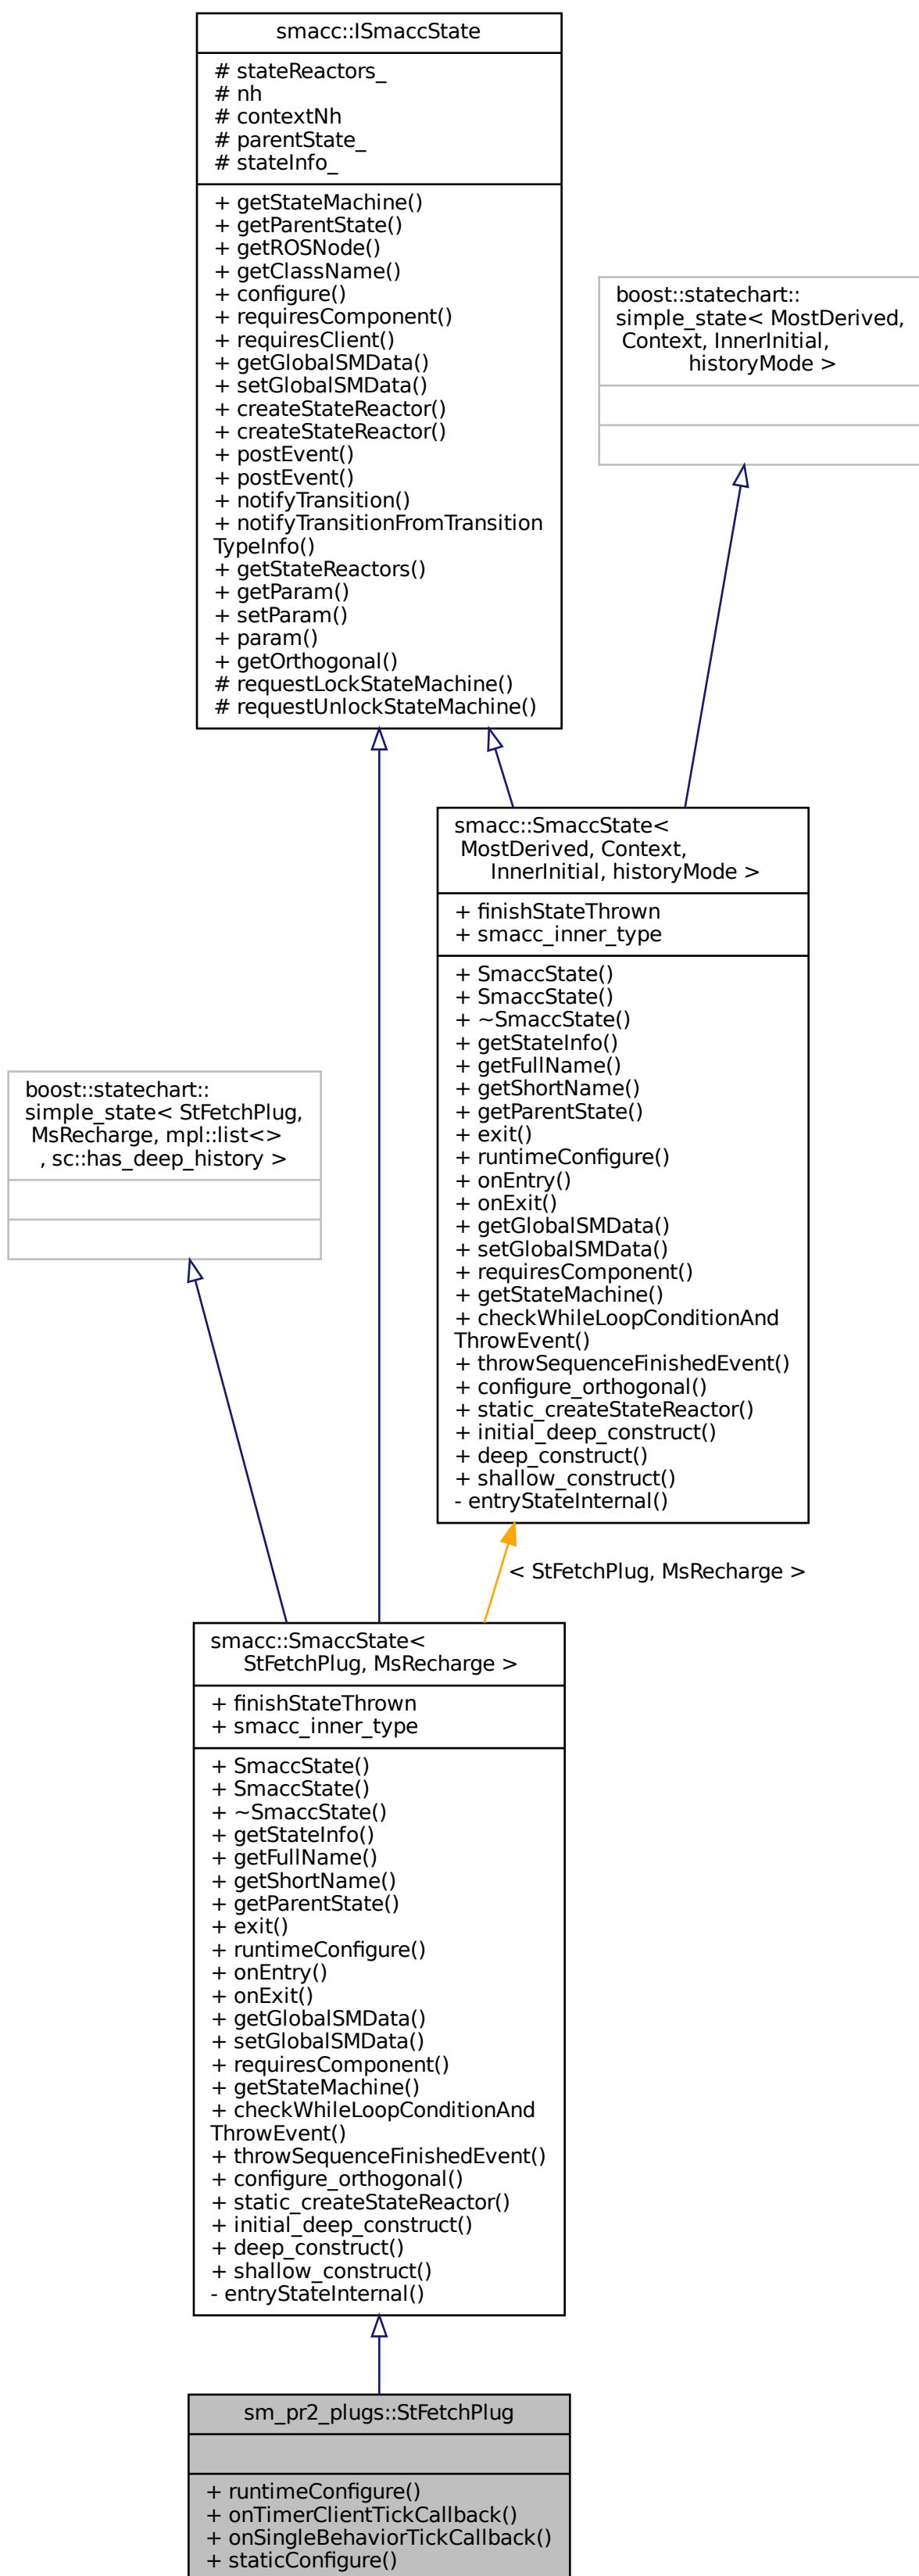 smacc::ISmaccState
# stateReactors_
# nh
# contextNh
# parentState_
# stateInfo_
+ getStateMachine()
+ getParentState()
+ getROSNode()
+ getClassName()
+ configure()
+ requiresComponent()
+ requiresClient()
+ getGlobalSMData()
+ setGlobalSMData()
+ createStateReactor()
+ createStateReactor()
+ postEvent()
+ postEvent()
+ notifyTransition()
+ notifyTransitionFromTransition
TypeInfo()
+ getStateReactors()
+ getParam()
+ setParam()
+ param()
+ getOrthogonal()
# requestLockStateMachine()
# requestUnlockStateMachine()
boost::statechart::
simple_state< MostDerived,
Context, InnerInitial,
historyMode >
smacc::SmaccState<
MostDerived, Context,
InnerInitial, historyMode >
+ finishStateThrown
+ smacc_inner_type
+ SmaccState()
+ SmaccState()
+ ~SmaccState()
+ getStateInfo()
+ getFullName()
+ getShortName()
+ getParentState()
+ exit()
+ runtimeConfigure()
+ onEntry()
+ onExit()
+ getGlobalSMData()
+ setGlobalSMData()
+ requiresComponent()
+ getStateMachine()
+ checkWhileLoopConditionAnd
ThrowEvent()
+ throwSequenceFinishedEvent()
+ configure_orthogonal()
+ static_createStateReactor()
+ initial_deep_construct()
+ deep_construct()
+ shallow_construct()
- entryStateInternal()
boost::statechart::
simple_state< StFetchPlug,
MsRecharge, mpl::list<>
, sc::has_deep_history >
< StFetchPlug, MsRecharge >
smacc::SmaccState<
StFetchPlug, MsRecharge >
+ finishStateThrown
+ smacc_inner_type
+ SmaccState()
+ SmaccState()
+ ~SmaccState()
+ getStateInfo()
+ getFullName()
+ getShortName()
+ getParentState()
+ exit()
+ runtimeConfigure()
+ onEntry()
+ onExit()
+ getGlobalSMData()
+ setGlobalSMData()
+ requiresComponent()
+ getStateMachine()
+ checkWhileLoopConditionAnd
ThrowEvent()
+ throwSequenceFinishedEvent()
+ configure_orthogonal()
+ static_createStateReactor()
+ initial_deep_construct()
+ deep_construct()
+ shallow_construct()
- entryStateInternal()
sm_pr2_plugs::StFetchPlug
+ runtimeConfigure()
+ onTimerClientTickCallback()
+ onSingleBehaviorTickCallback()
+ staticConfigure()